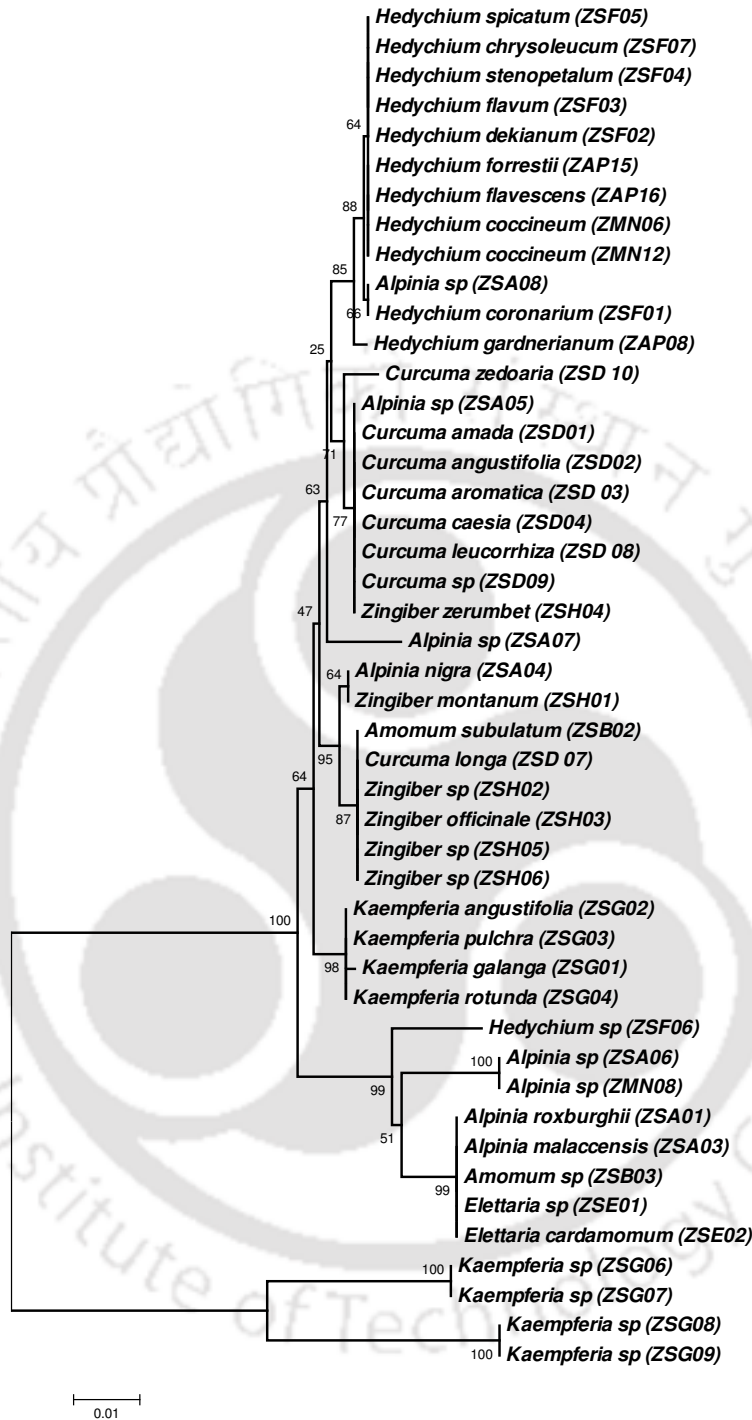 Hedychium spicatum (ZSF05)
Hedychium chrysoleucum (ZSF07)
Hedychium stenopetalum (ZSF04)
Hedychium flavum (ZSF03)
64
Hedychium dekianum (ZSF02)
Hedychium forrestii (ZAP15)
Hedychium flavescens (ZAP16)
88
Hedychium coccineum (ZMN06)
Hedychium coccineum (ZMN12)
85
Alpinia sp (ZSA08)
66
Hedychium coronarium (ZSF01)
Hedychium gardnerianum (ZAP08)
25
Curcuma zedoaria (ZSD 10)
Alpinia sp (ZSA05)
Curcuma amada (ZSD01)
71
Curcuma angustifolia (ZSD02)
Curcuma aromatica (ZSD 03)
63
77
Curcuma caesia (ZSD04)
Curcuma leucorrhiza (ZSD 08)
Curcuma sp (ZSD09)
47
Zingiber zerumbet (ZSH04)
Alpinia sp (ZSA07)
64
Alpinia nigra (ZSA04)
Zingiber montanum (ZSH01)
Amomum subulatum (ZSB02)
95
Curcuma longa (ZSD 07)
64
Zingiber sp (ZSH02)
87
Zingiber officinale (ZSH03)
Zingiber sp (ZSH05)
Zingiber sp (ZSH06)
Kaempferia angustifolia (ZSG02)
100
Kaempferia pulchra (ZSG03)
98
Kaempferia galanga (ZSG01)
Kaempferia rotunda (ZSG04)
Hedychium sp (ZSF06)
100
Alpinia sp (ZSA06)
99
Alpinia sp (ZMN08)
Alpinia roxburghii (ZSA01)
51
Alpinia malaccensis (ZSA03)
99
Amomum sp (ZSB03)
Elettaria sp (ZSE01)
Elettaria cardamomum (ZSE02)
100
Kaempferia sp (ZSG06)
Kaempferia sp (ZSG07)
Kaempferia sp (ZSG08)
100
Kaempferia sp (ZSG09)
0.01
Institute of Technology